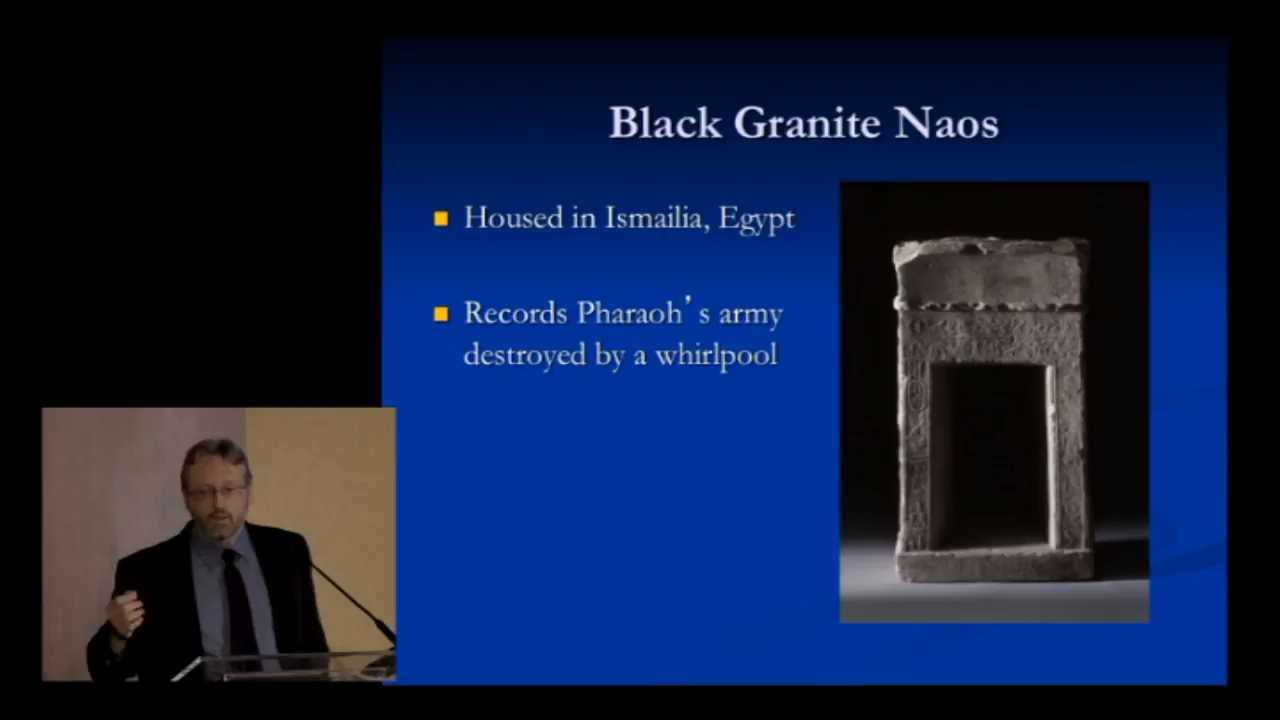 Black Granite Naos
Housed in Ismailia, Egypt
Records Pharaoh's army
destroyed by a whirlpool